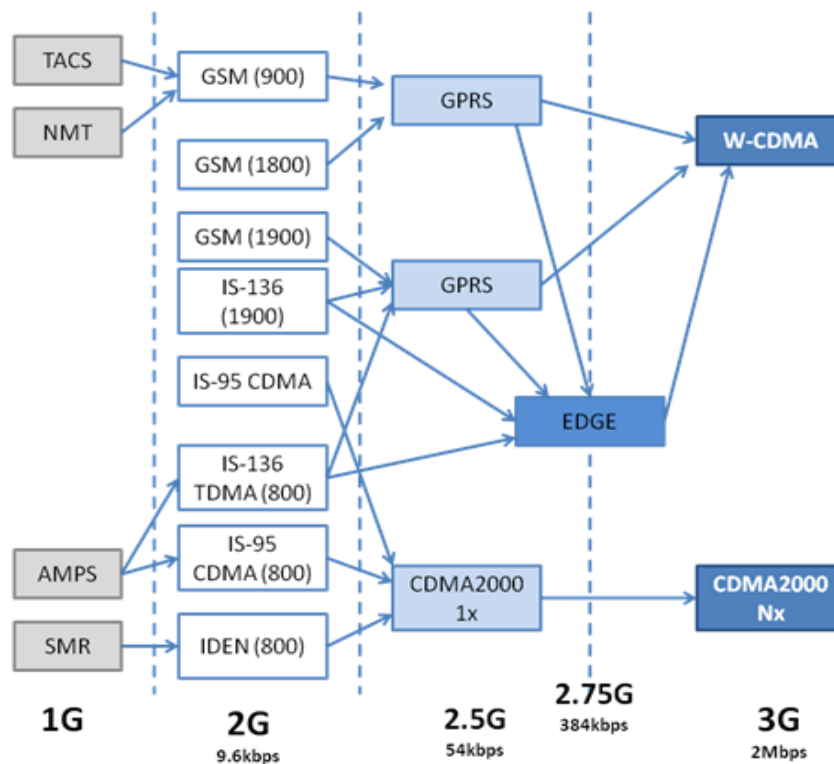 TACS
NMT
AMPS
SMR
1G
GSM (900)
GSM (1800)
GSM (1900)
IS-136
(1900)
IS-95 CDMA
IS-136
TDMA (800)
IS-95
CDMA (800)
IDEN (800)
2G
9.6kbps
GPRS
GPRS
CDMA2000
1x
2.5G
54kbps
EDGE
2.75G
384kbps
W-CDMA
CDMA2000
Nx
3G
2Mbps